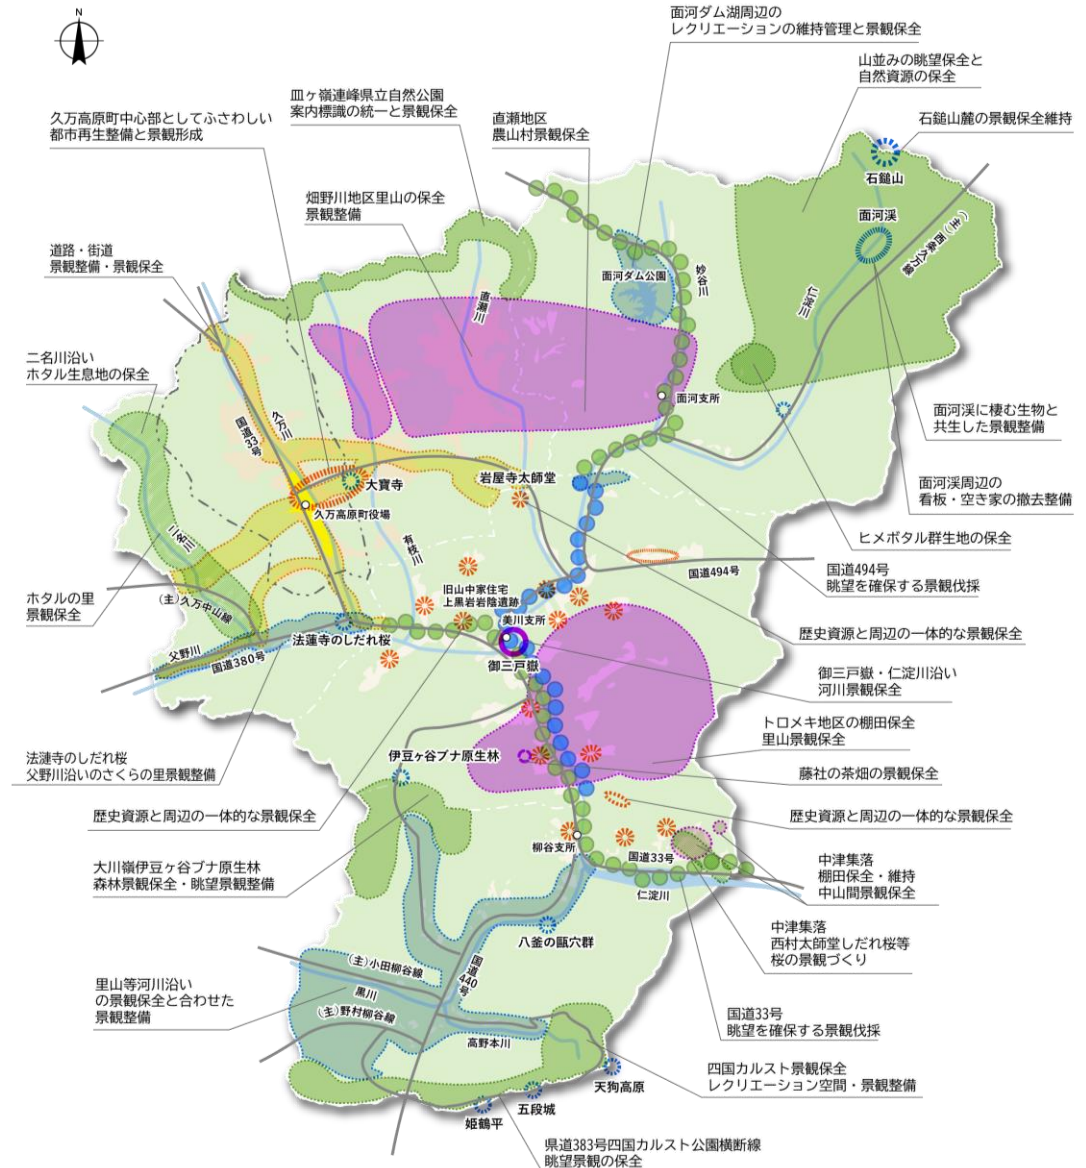 N
面河ダム湖周辺の
レクリエーションの維持管理と景観保全
山並みの眺望保全と
自然資源の保全
皿ヶ嶺連峰県立自然公園
案内標識の統一と景観保全
久万高原町中心部としてふさわしい
都市再生整備と景観形成
直瀬地区
農山村景観保全
石鎚山麓の景観保全維持
石鎚山
畑野川地区里山の保全
景観整備
面河渓
(主)西条久万線
道路・街道
景観整備・景観保全
面河ダム公園
妙谷川
直瀬川
仁淀川
二名川沿い
ホタル生息地の保全
面河支所
面河渓に棲む生物と
共生した景観整備
国道33号
久万川
岩屋寺太師堂
大寶寺
久万高原町役場
面河渓周辺の
看板・空き家の撤去整備
二名川
有枝川
ヒメボタル群生地の保全
国道494号
国道494号
眺望を確保する景観伐採
ホタルの里
景観保全
(主)久万中山線
旧山中家住宅
上黒岩岩陰遺跡
美川支所
歴史資源と周辺の一体的な景観保全
法蓮寺のしだれ桜
父野川
国道380号
御三戸嶽
御三戸嶽・仁淀川沿い
河川景観保全
トロメキ地区の棚田保全
里山景観保全
法蓮寺のしだれ桜
父野川沿いのさくらの里景観整備
伊豆ヶ谷ブナ原生林
藤社の茶畑の景観保全
歴史資源と周辺の一体的な景観保全
歴史資源と周辺の一体的な景観保全
柳谷支所
国道33号
大川嶺伊豆ヶ谷ブナ原生林
森林景観保全・眺望景観整備
仁淀川
中津集落
棚田保全・維持
中山間景観保全
八釜の甌穴群
中津集落
西村太師堂しだれ桜等
桜の景観づくり
(主)小田柳谷線
国道440号
里山等河川沿い
の景観保全と合わせた
景観整備
黒川
(主)野村柳谷線
国道33号
眺望を確保する景観伐採
高野本川
四国カルスト景観保全
レクリエーション空間・景観整備
天狗高原
五段城
姫鶴平
県道383号四国カルスト公園横断線
眺望景観の保全